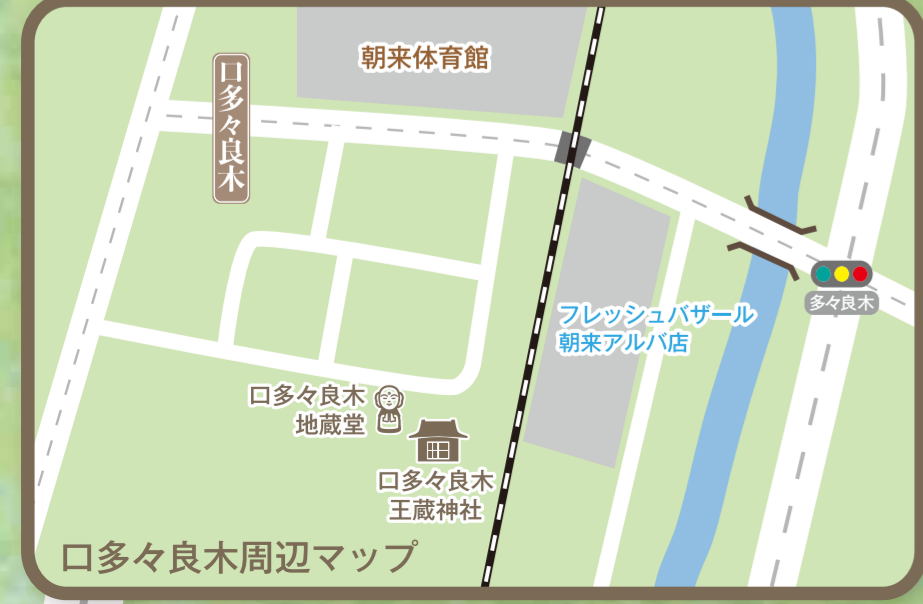 朝来体育館
口多々良木
フレッシュバザール
朝来アルバ店
多々良木
口多々良木
地蔵堂
口多々良木
王蔵神社
口多々良木周辺マップ